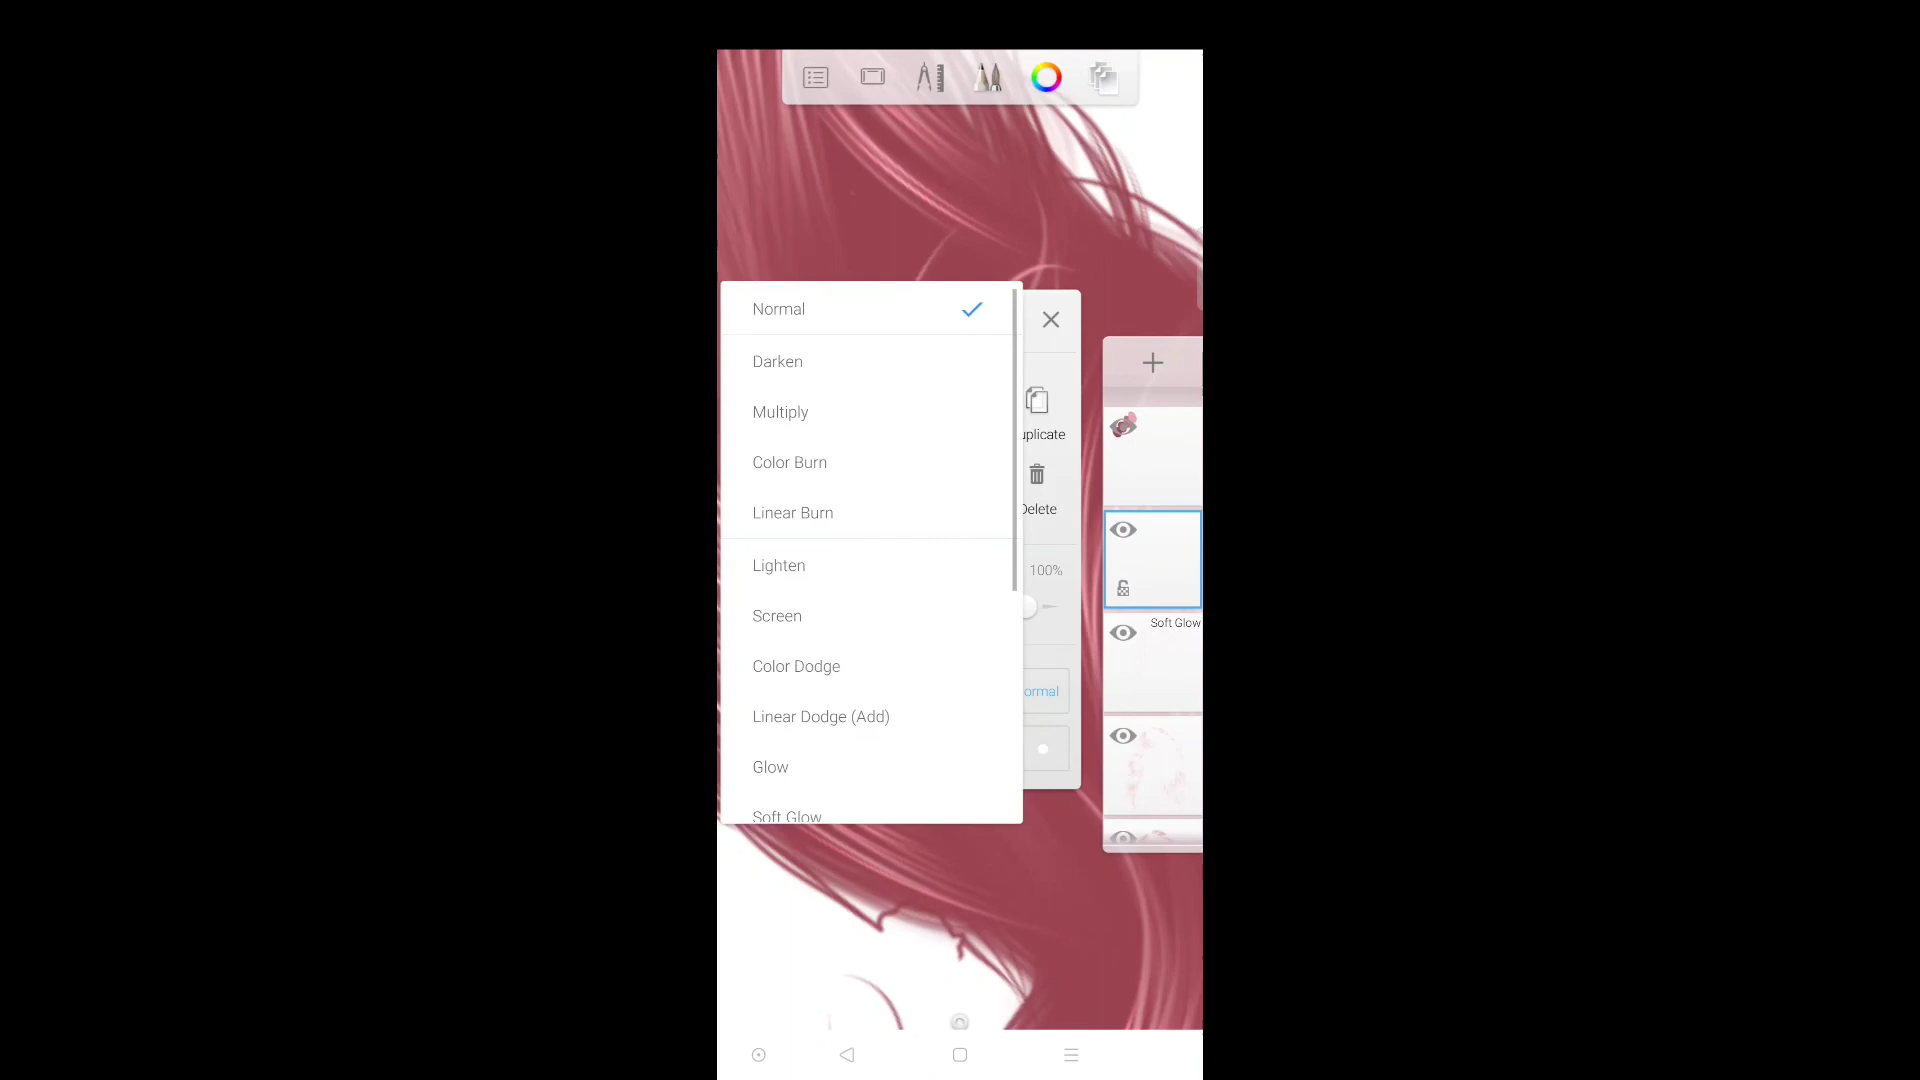 Normal
Darken
Multiply
Color Burn
Linear Burn
Lighten
Screen
Color Dodge
Linear Dodge (Add)
Glow
Soft Glow
uplicate
Delete
100%
ormal
Soft Glow